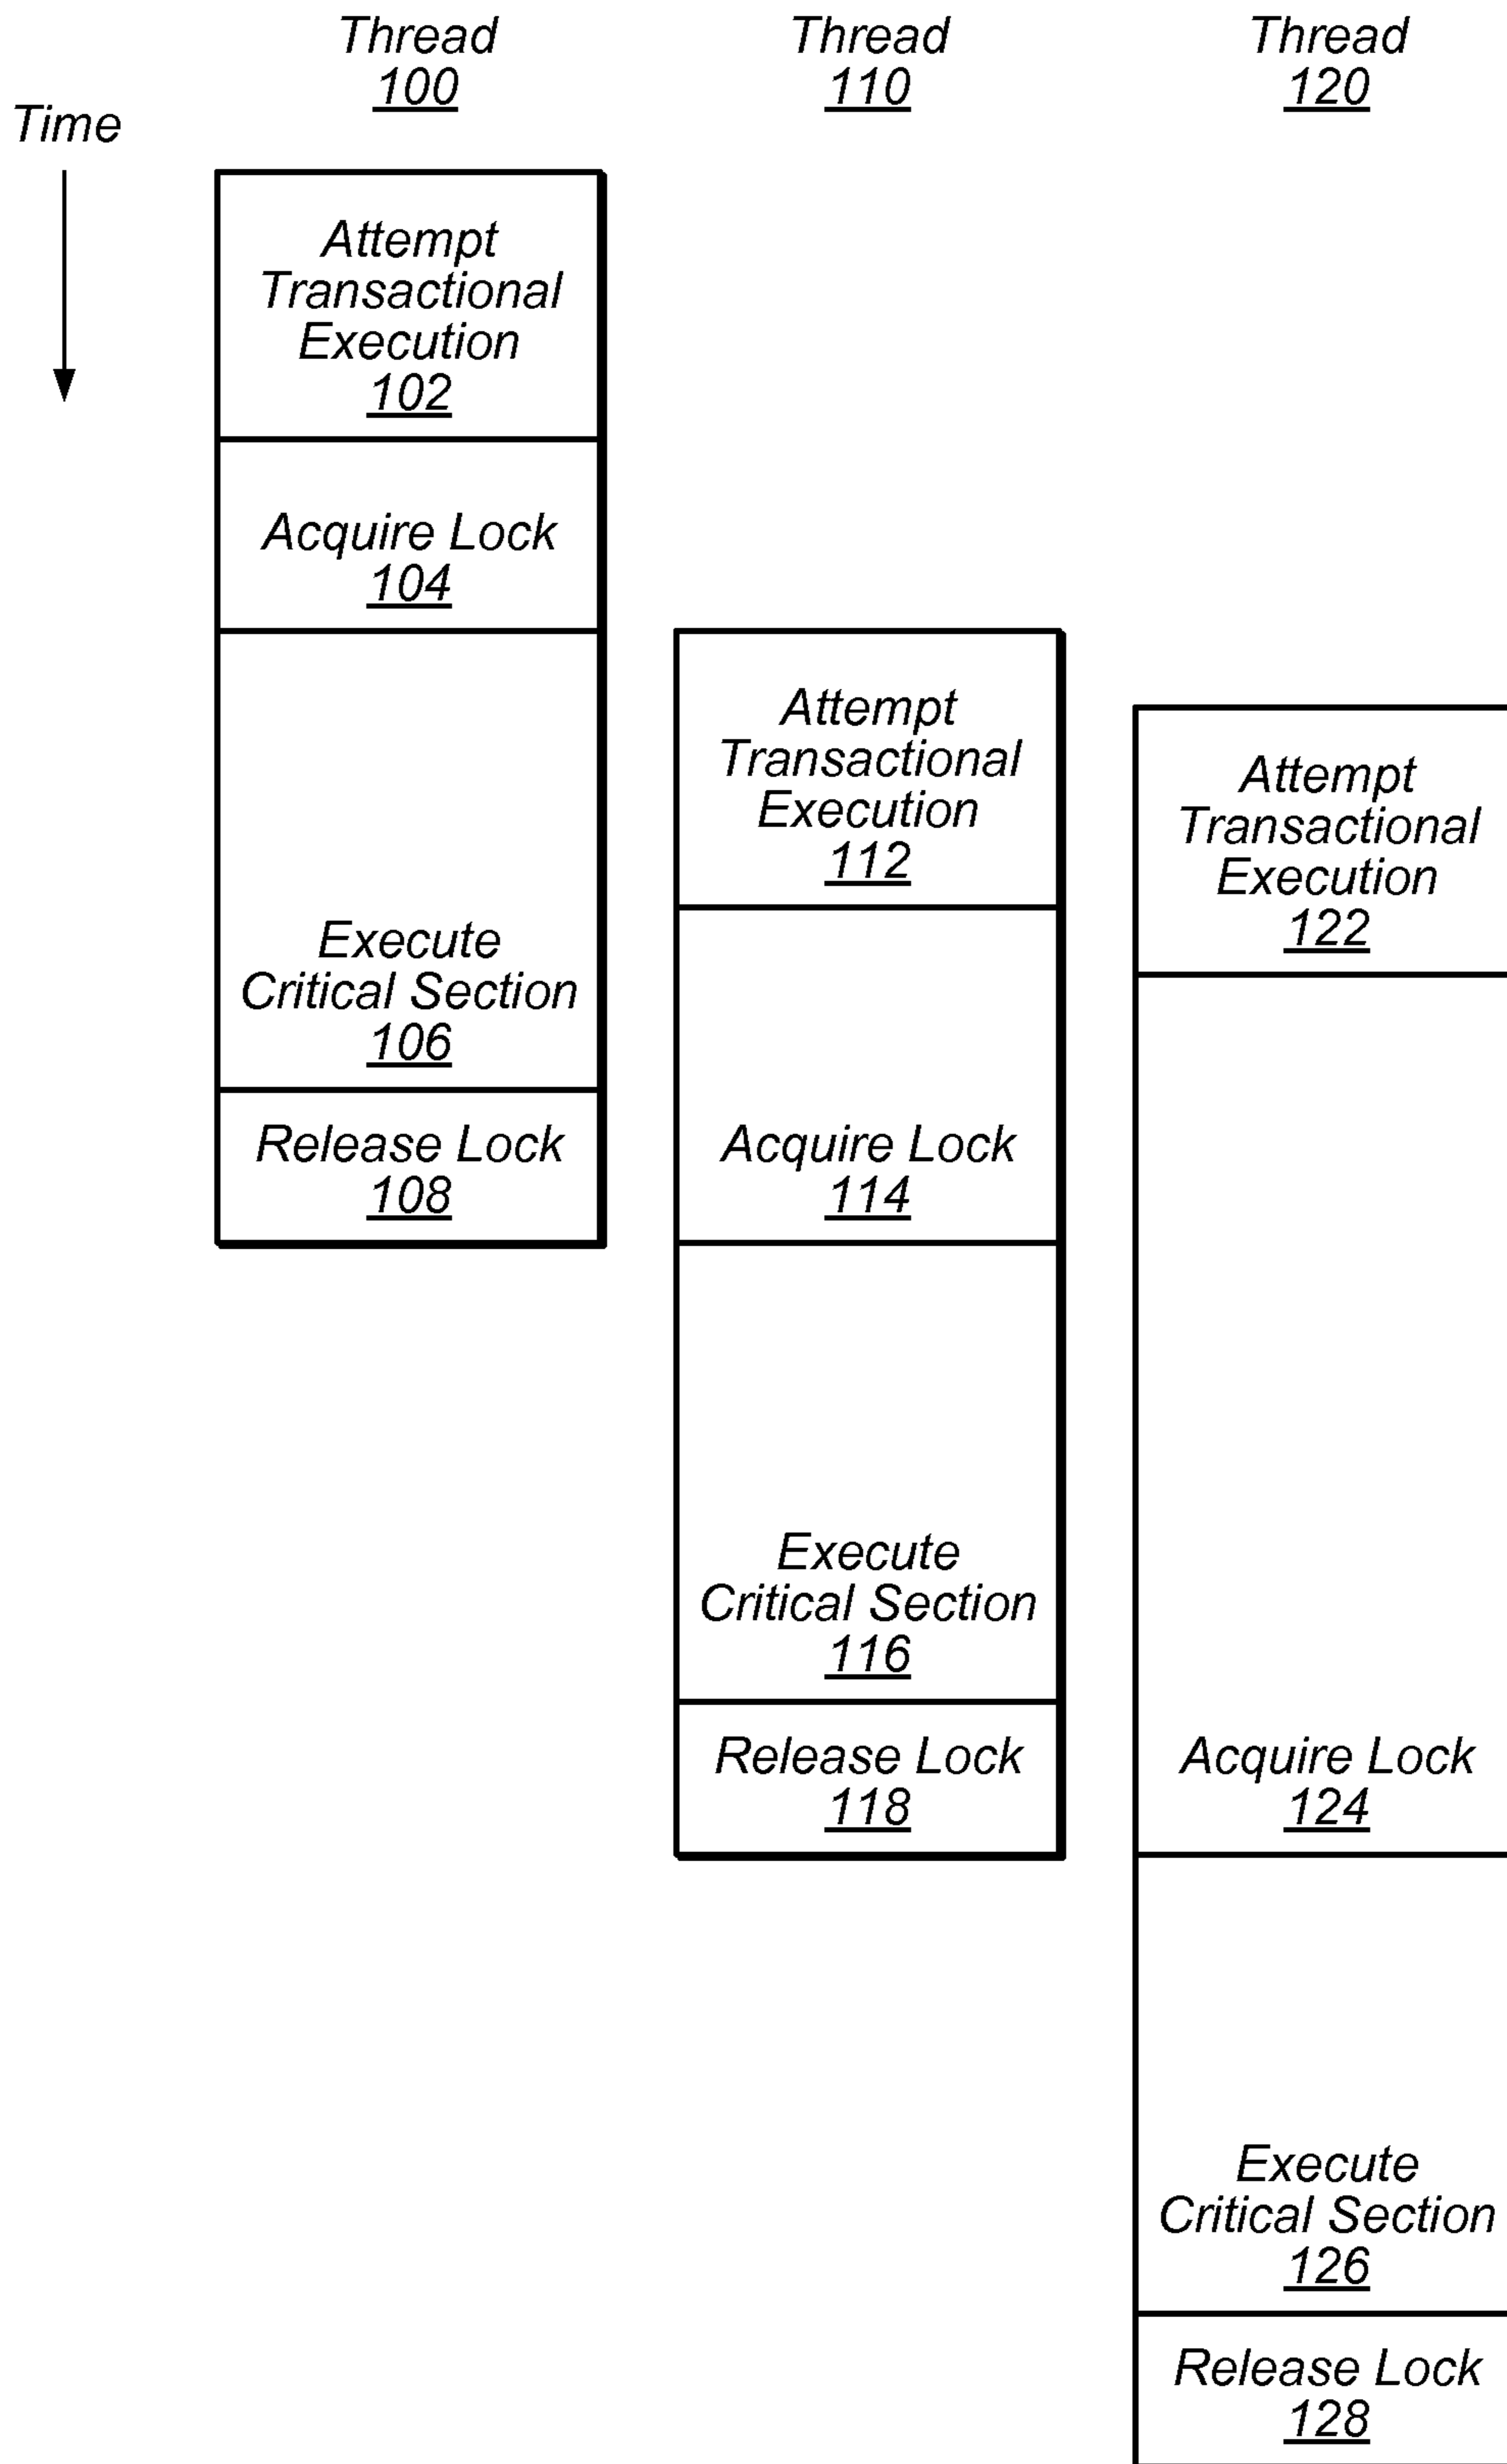 Thread
100
Thread
110
Thread
120
Time
Attempt
Transactional
Execution
102
Acquire Lock
104
Execute
Critical Section
106
Release Lock
108
Attempt
Transactional
Execution
112
Acquire Lock
114
Execute
Critical Section
116
Release Lock
118
Attempt
Transactional
Execution
122
Acquire Lock
124
Execute
Critical Section
126
Release Lock
128